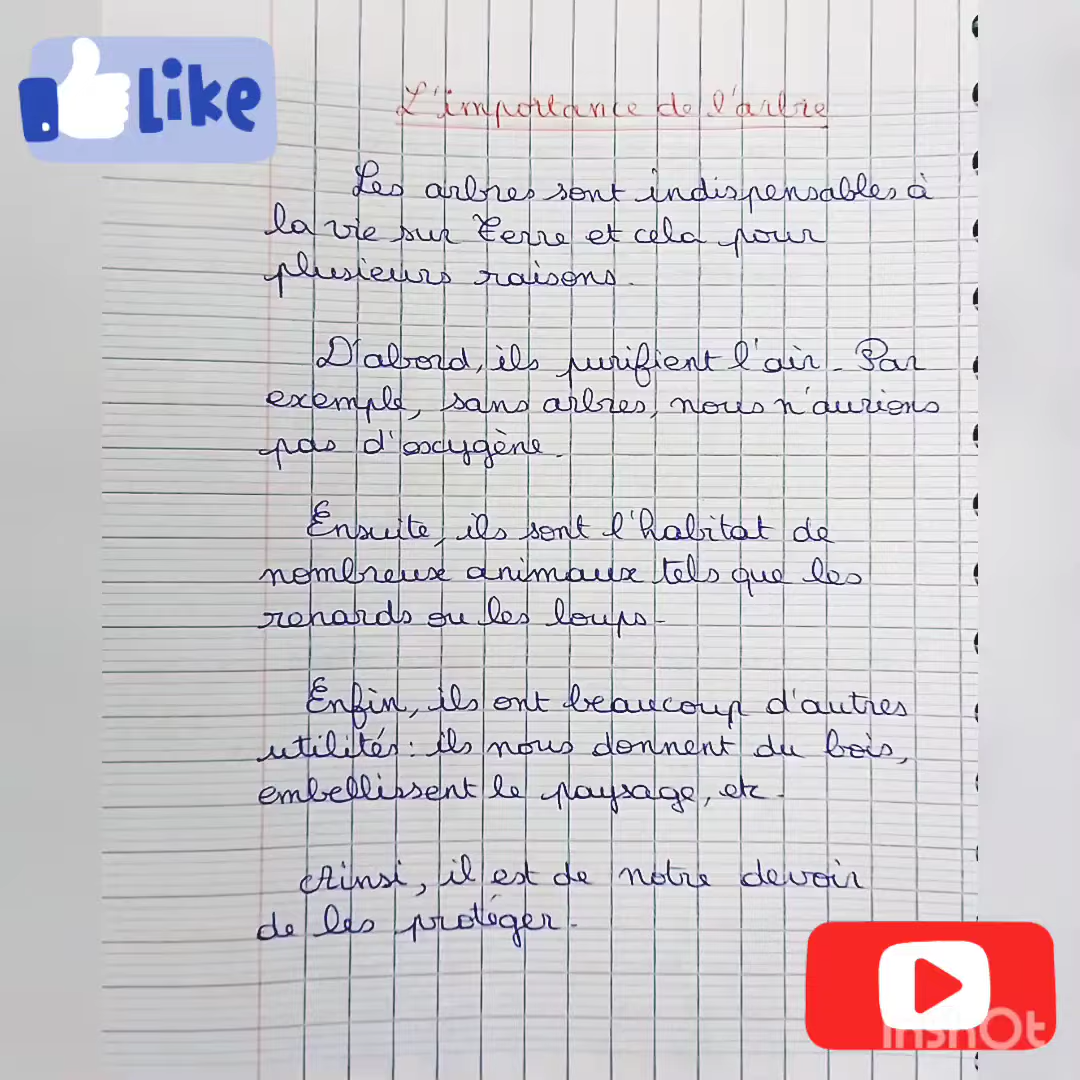 Like
L'importance de l'arbre
Les arbres sont indispensables à
la vie sur Terre et cela pour
plusieurs raisons.
D'abord, ils purifient l'air. Par
exemple, sans arbres, nous n'aurions
pas d'oxygène.
Ensuite, ils sont l'habitat de
nombreux animaux tels que les
renards ou les loups.
Enfin, ils ont beaucoup d'autres
utilités : ils nous donnent du bois,
embellissent le paysage, etc.
Ainsi, il est de notre devoir
de les protéger.
InShOt